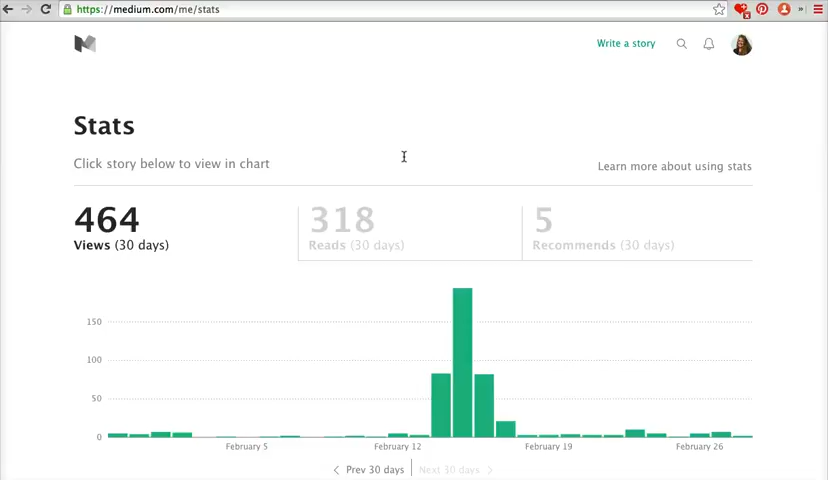 https://medium.com/me/stats
Write a story
Stats
Click story below to view in chart
Learn more about using stats
464
Views (30 days)
318
Reads (30 days)
5
Recommends (30 days)
150
100
50
0
February 5
February 12
February 19
February 26
Prev 30 days
Next 30 days